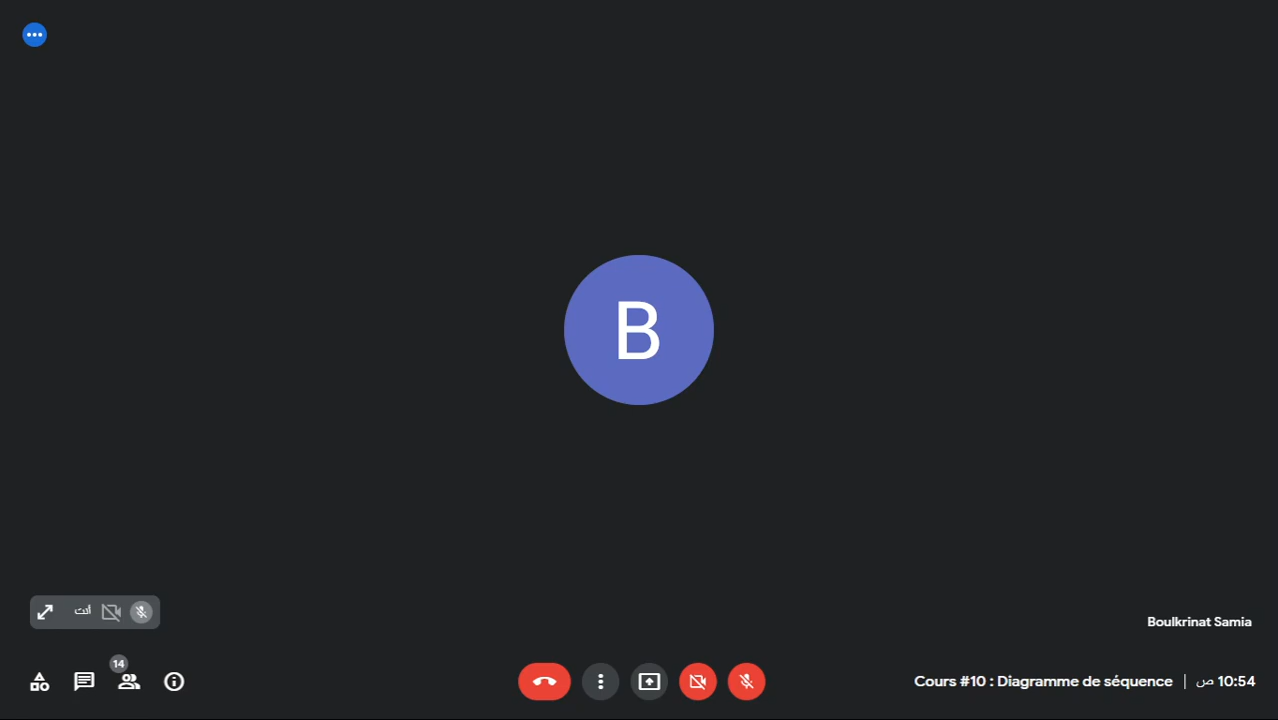 B
أنت
Boulkrinat Samia
14
Cours #10 : Diagramme de séquence | 10:54 ص